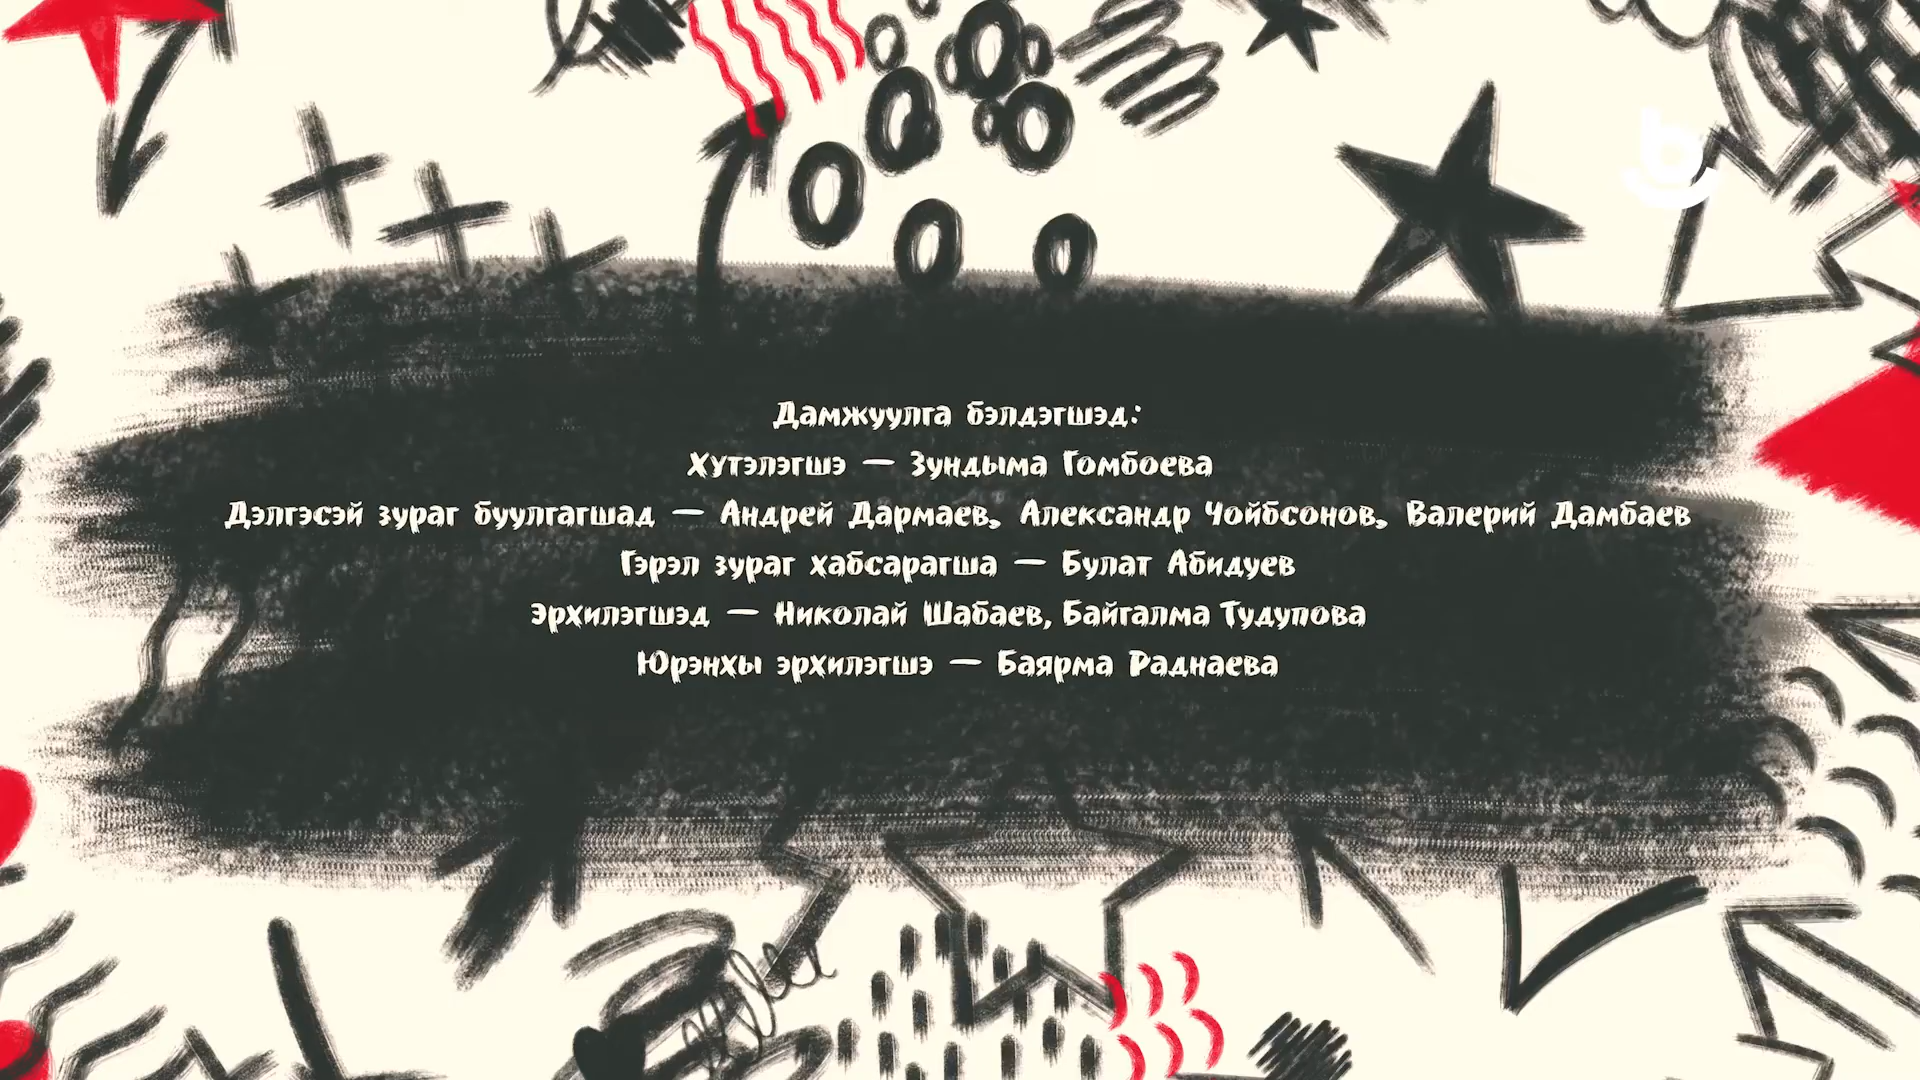 Дамжуулга бэлдэгшэд:
Хүтэлэгшэ — Зундыма Гомбоева
Дэлгэсэй зураг буулгагшад — Андрей Дармаев, Александр Чойбсонов, Валерий Дамбаев
Гэрэл зураг хабсарагша — Булат Абидуев
Эрхилэгшэд — Николай Шабаев, Байгалма Тудупова
Юрэнхы эрхилэгшэ — Баярма Раднаева
b